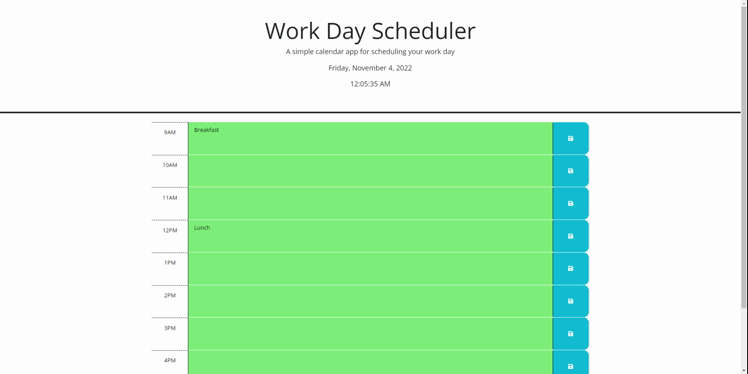 Work Day Scheduler
A simple calendar app for scheduling your work day
Friday, November 4, 2022
12:05:35 AM
9AM Breakfast
10AM
11AM
12PM Lunch
1PM
2PM
3PM
4PM